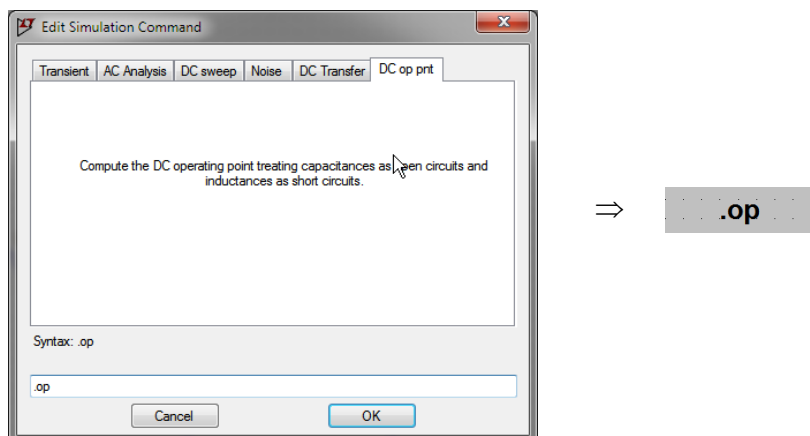 Edit Simulation Command
Transient AC Analysis DC sweep Noise DC Transfer DC op pnt
Compute the DC operating point treating capacitances as open circuits and
inductances as short circuits.
⇒ .op
Syntax: .op
.op
Cancel OK